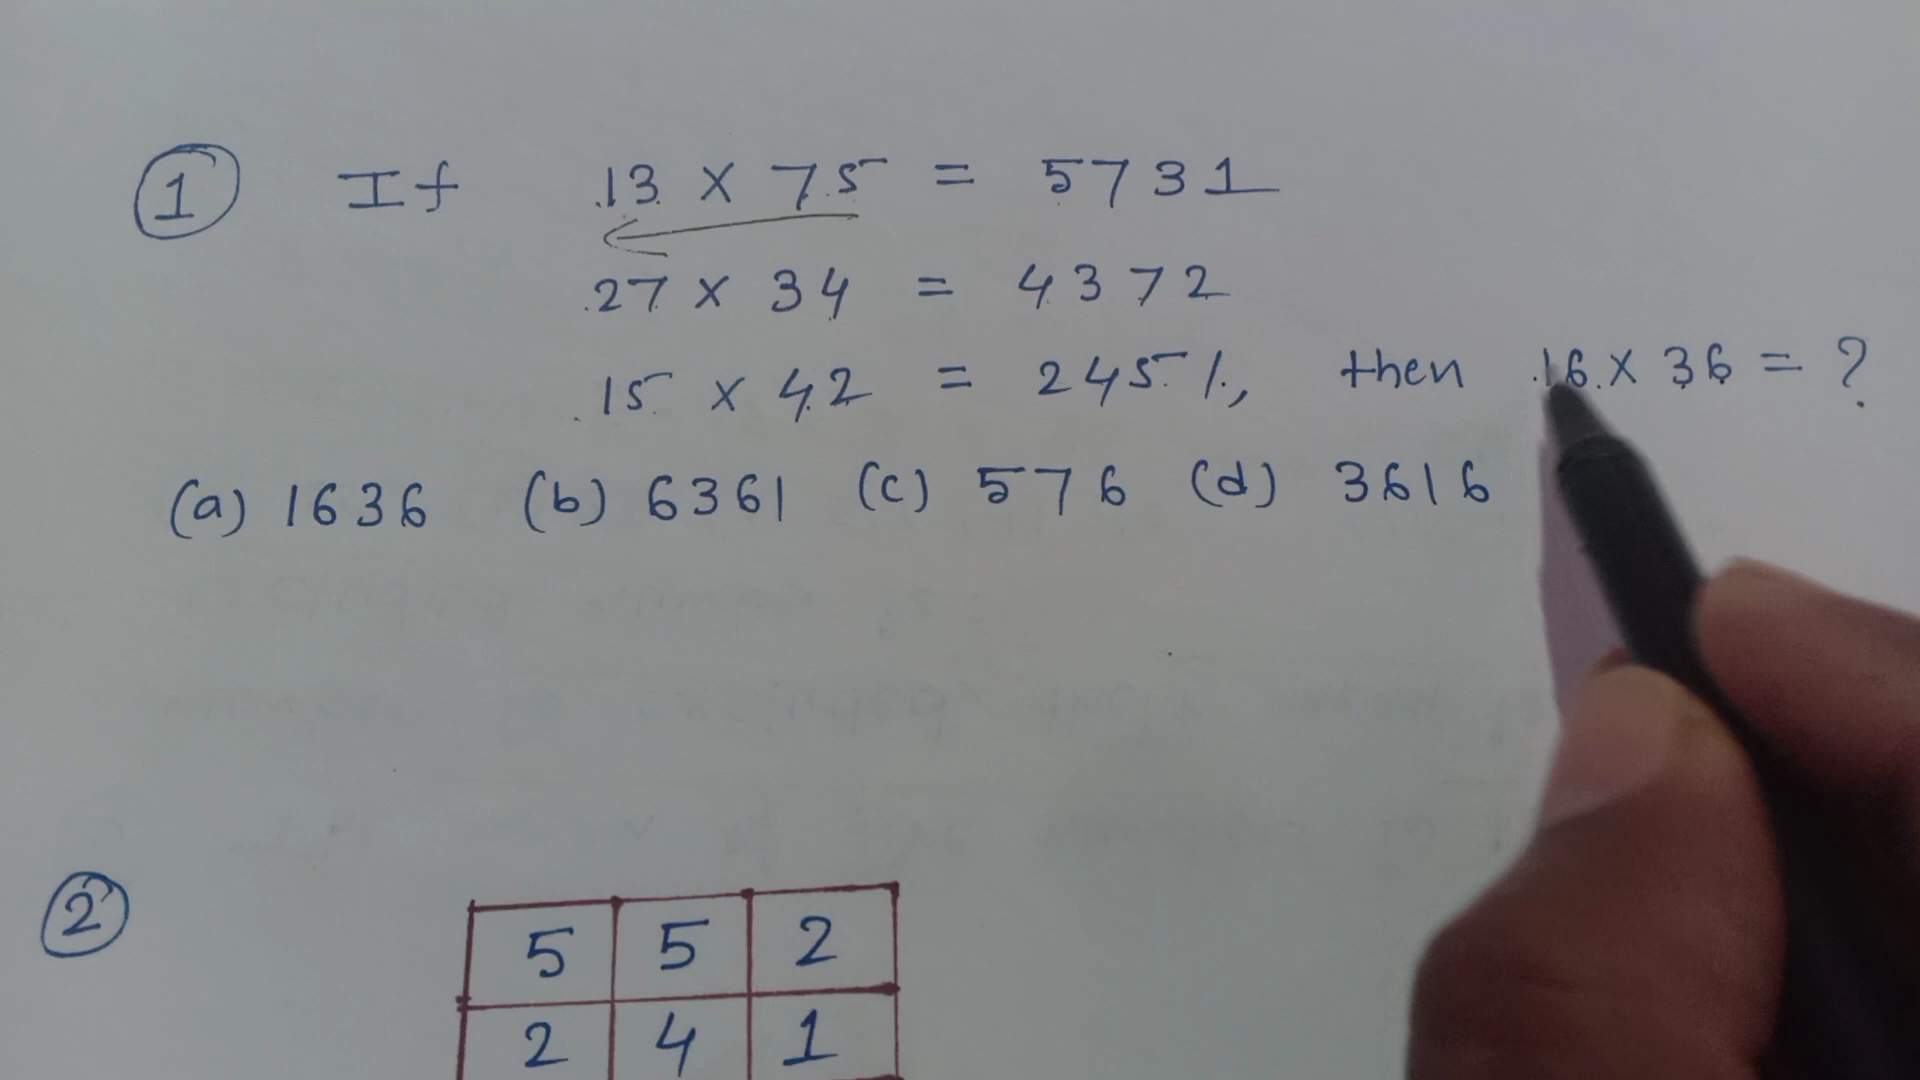 1 If 13 X 75 = 5731
27 X 34 = 4372
15 X 42 = 2451, then 16 X 36 = ?
(a) 1636 (b) 6361 (c) 576 (d) 3616
2
5 5 2
2 4 1